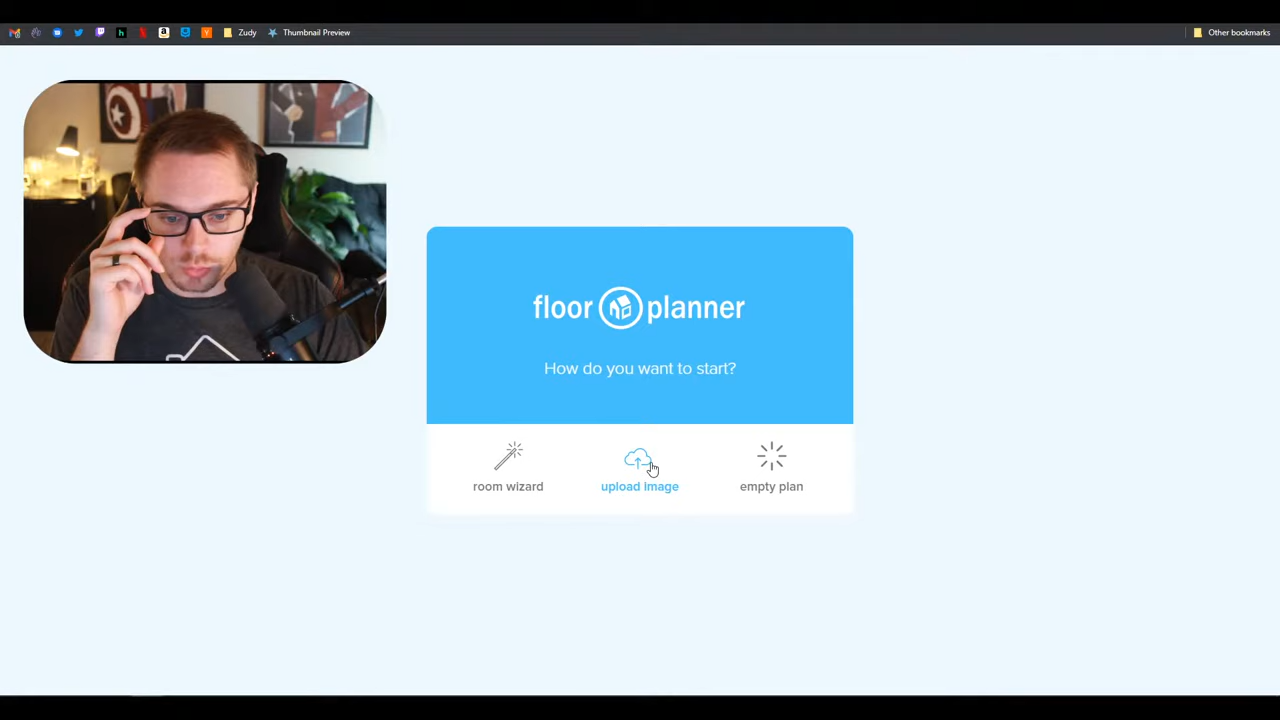 Zudy
Thumbnail Preview
Other bookmarks
floor planner
How do you want to start?
room wizard
upload image
empty plan